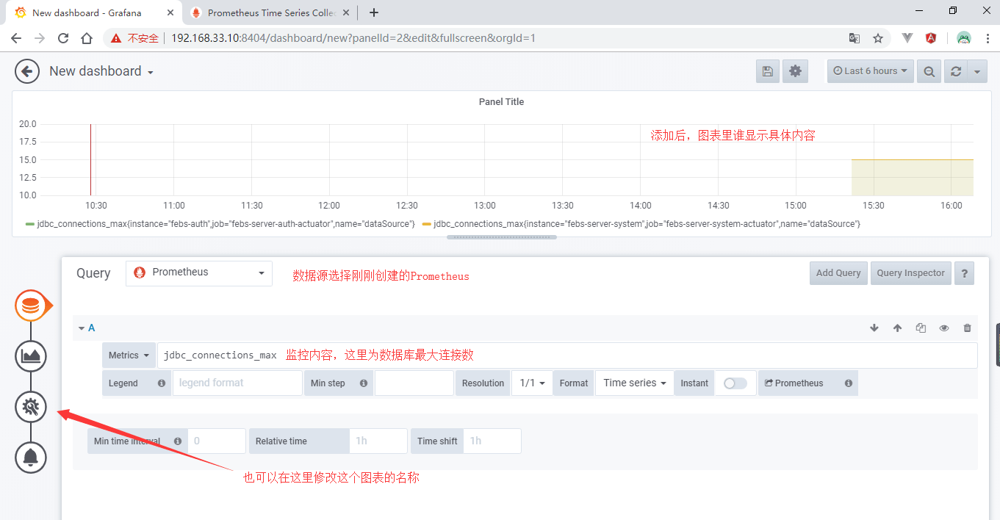 New dashboard - Grafana
Prometheus Time Series Colle
不安全 192.168.33.10:8404/dashboard/new?panelId=2&edit&fullscreen&orgId=1
New dashboard
Last 6 hours
Panel Title
添加后，图表里谁显示具体内容
20.0
17.5
15.0
12.5
10.0
10:30 11:00 11:30 12:00 12:30 13:00 13:30 14:00 14:30 15:00 15:30 16:00
jdbc_connections_max{instance="febs-auth",job="febs-server-auth-actuator",name="dataSource"} jdbc_connections_max{instance="febs-server-system",job="febs-server-system-actuator",name="dataSource"}
Query Prometheus 数据源选择刚刚创建的Prometheus Add Query Query Inspector ?
A
Metrics jdbc_connections_max 监控内容，这里为数据库最大连接数
Legend legend format Min step Resolution 1/1 Format Time series Instant Prometheus
Min time interval 0 Relative time 1h Time shift 1h
也可以在这里修改这个图表的名称